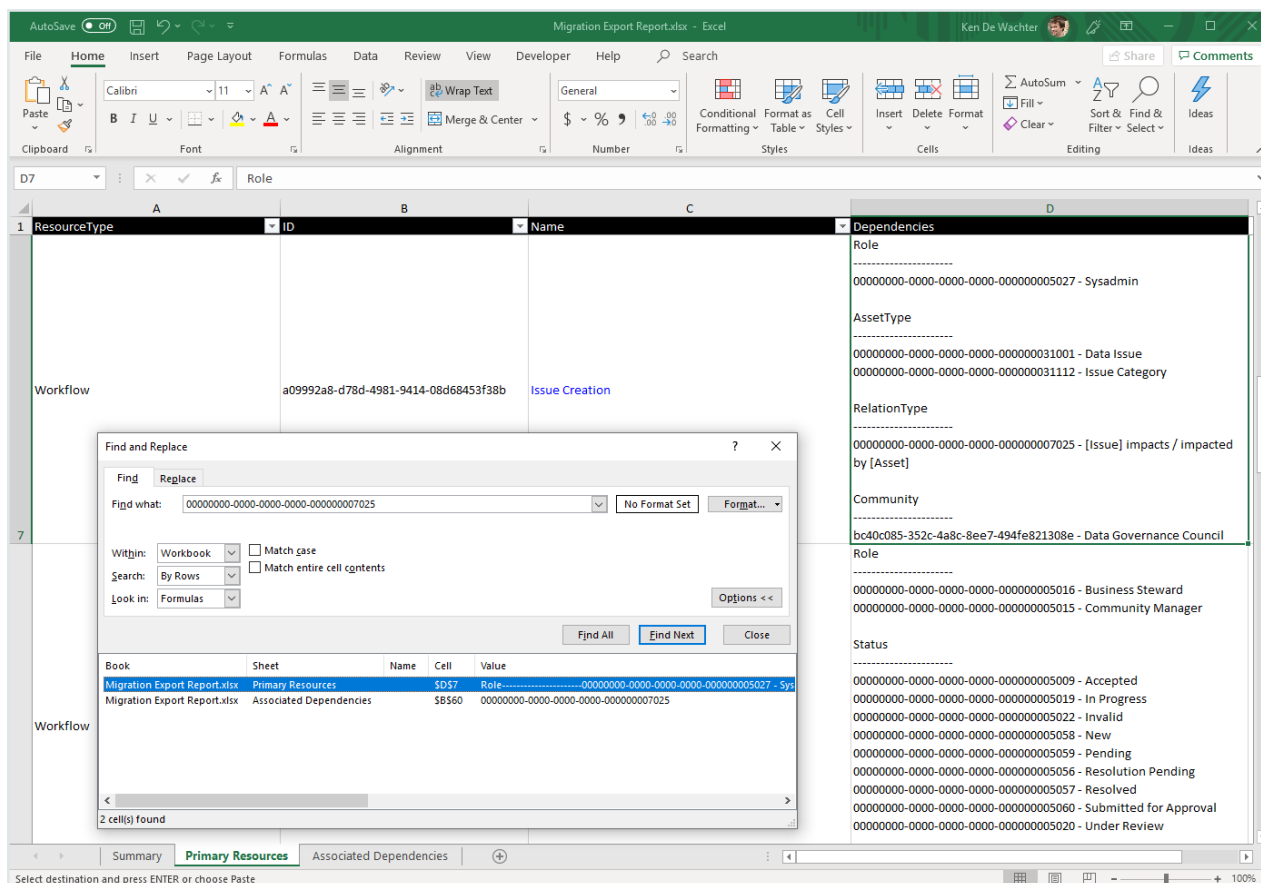 AutoSave Off Migration Export Report.xlsx - Excel Ken De Wachter
File Home Insert Page Layout Formulas Data Review View Developer Help Search Share Comments
Paste
Calibri 11 A A Wrap Text General
B I U A Merge & Center $ % 9
Conditional Formatting Format as Table Cell Styles
Insert Delete Format
AutoSum
Fill
Clear
Sort & Filter Find & Select
Ideas
Clipboard Font Alignment Number Styles Cells Editing Ideas
D7 fx Role
A B C D
1 ResourceType ID Name Dependencies
Role
----------------------
00000000-0000-0000-0000-000000005027 - Sysadmin
AssetType
----------------------
00000000-0000-0000-0000-000000031001 - Data Issue
00000000-0000-0000-0000-000000031112 - Issue Category
Workflow a09992a8-d78d-4981-9414-08d68453f38b Issue Creation
RelationType
----------------------
00000000-0000-0000-0000-000000007025 - [Issue] impacts / impacted
by [Asset]
Community
----------------------
7 bc40c085-352c-4a8c-8ee7-494fe821308e - Data Governance Council
Role
----------------------
00000000-0000-0000-0000-000000005016 - Business Steward
00000000-0000-0000-0000-000000005015 - Community Manager
Status
----------------------
00000000-0000-0000-0000-000000005009 - Accepted
00000000-0000-0000-0000-000000005019 - In Progress
00000000-0000-0000-0000-000000005022 - Invalid
Workflow
00000000-0000-0000-0000-000000005058 - New
00000000-0000-0000-0000-000000005059 - Pending
00000000-0000-0000-0000-000000005056 - Resolution Pending
00000000-0000-0000-0000-000000005057 - Resolved
00000000-0000-0000-0000-000000005060 - Submitted for Approval
00000000-0000-0000-0000-000000005020 - Under Review
Find and Replace ? X
Find Replace
Find what: 00000000-0000-0000-0000-000000007025 No Format Set Format...
Within: Workbook Match case
Search: By Rows Match entire cell contents
Look in: Formulas Options <<
Find All Find Next Close
Book Sheet Name Cell Value
Migration Export Report.xlsx Primary Resources $D$7 Role----------------------00000000-0000-0000-0000-000000005027 - Sys
Migration Export Report.xlsx Associated Dependencies $B$60 00000000-0000-0000-0000-000000007025
2 cell(s) found
Summary Primary Resources Associated Dependencies
Select destination and press ENTER or choose Paste 100%